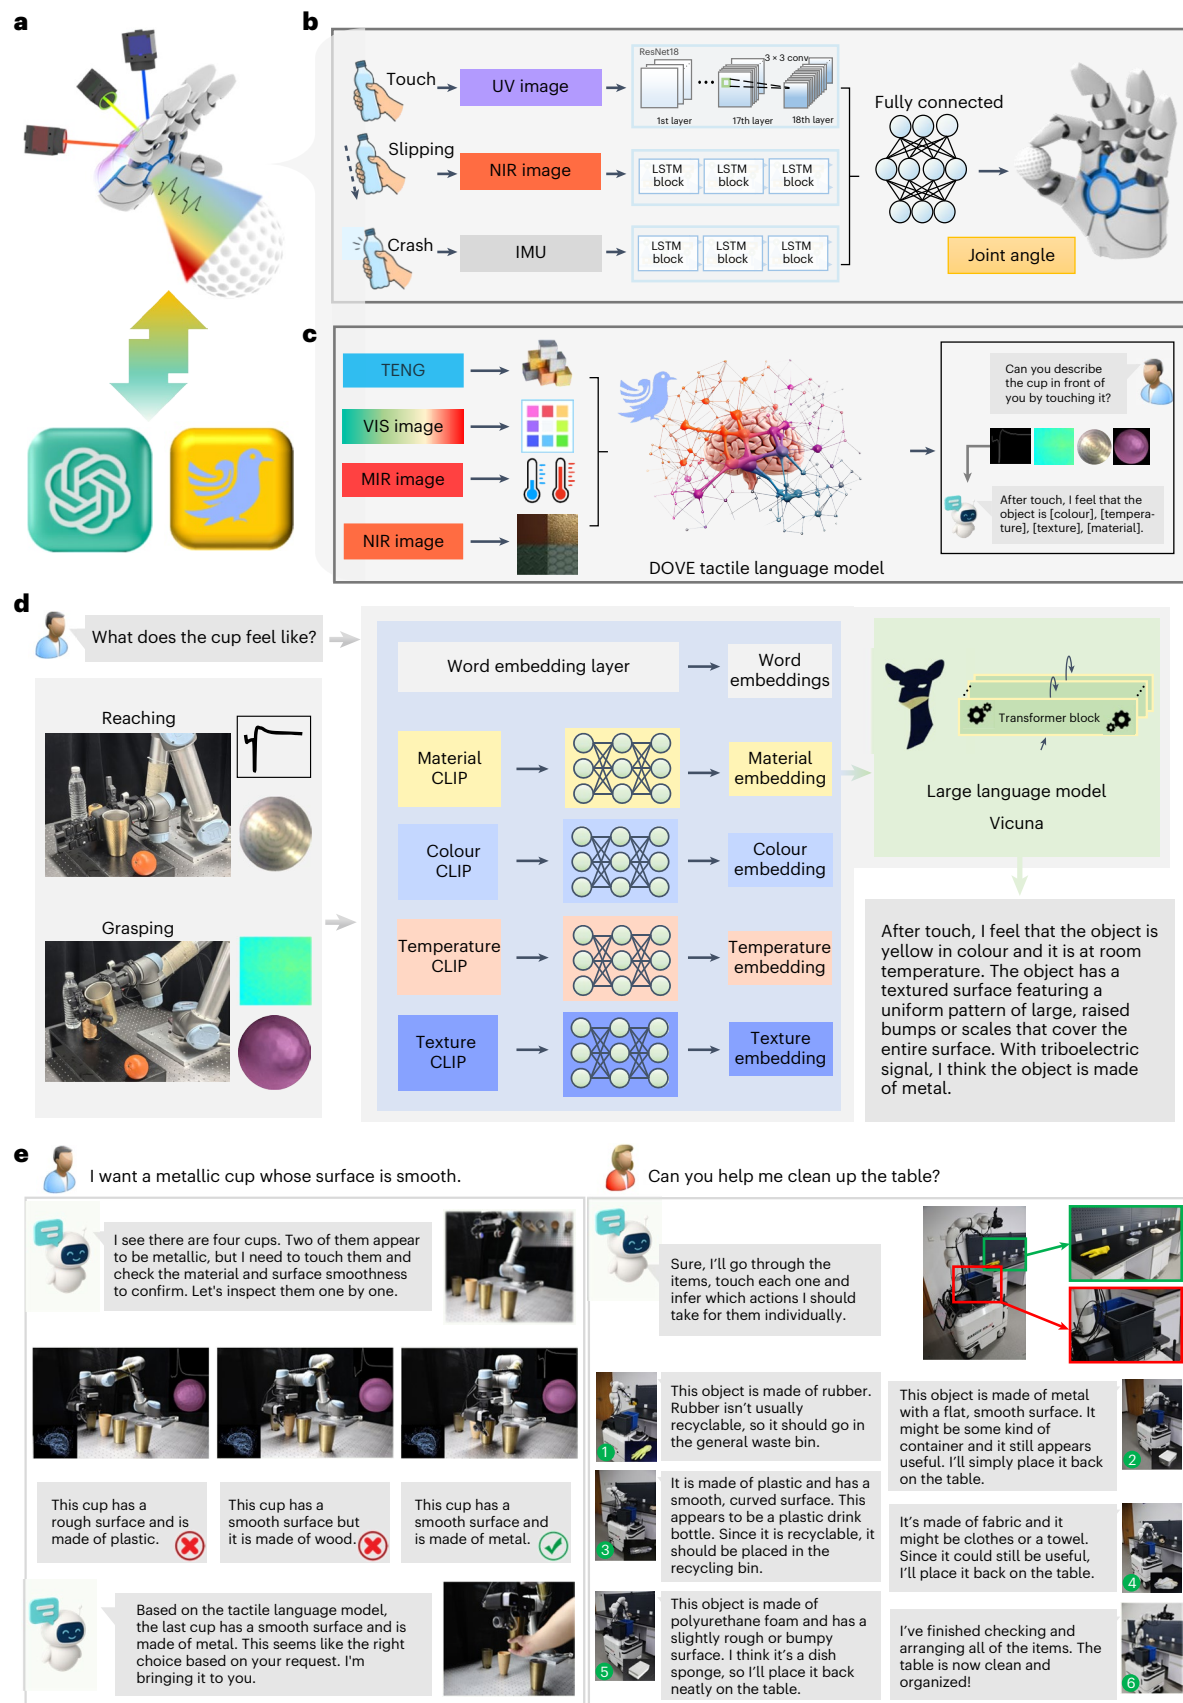 a
b
Touch
UV image
ResNet18
3 × 3 conv
1st layer
17th layer
18th layer
Slipping
NIR image
LSTM block
LSTM block
LSTM block
Crash
IMU
LSTM block
LSTM block
LSTM block
Fully connected
Joint angle
c
TENG
VIS image
MIR image
NIR image
DOVE tactile language model
Can you describe
the cup in front of
you by touching it?
After touch, I feel that the
object is [colour], [tempera-
ture], [texture], [material].
d
What does the cup feel like?
Reaching
Grasping
Word embedding layer
Word
embeddings
Material
CLIP
Material
embedding
Colour
CLIP
Colour
embedding
Temperature
CLIP
Temperature
embedding
Texture
CLIP
Texture
embedding
Transformer block
Large language model
Vicuna
After touch, I feel that the object is
yellow in colour and it is at room
temperature. The object has a
textured surface featuring a
uniform pattern of large, raised
bumps or scales that cover the
entire surface. With triboelectric
signal, I think the object is made
of metal.
e
I want a metallic cup whose surface is smooth.
I see there are four cups. Two of them appear
to be metallic, but I need to touch them and
check the material and surface smoothness
to confirm. Let's inspect them one by one.
This cup has a
rough surface and is
made of plastic.
This cup has a
smooth surface but
it is made of wood.
This cup has a
smooth surface and
is made of metal.
Based on the tactile language model,
the last cup has a smooth surface and is
made of metal. This seems like the right
choice based on your request. I'm
bringing it to you.
Can you help me clean up the table?
Sure, I’ll go through the
items, touch each one and
infer which actions I should
take for them individually.
1
This object is made of rubber.
Rubber isn’t usually
recyclable, so it should go in
the general waste bin.
This object is made of metal
with a flat, smooth surface. It
might be some kind of
container and it still appears
useful. I’ll simply place it back
on the table.
2
3
It is made of plastic and has a
smooth, curved surface. This
appears to be a plastic drink
bottle. Since it is recyclable, it
should be placed in the
recycling bin.
It’s made of fabric and it
might be clothes or a towel.
Since it could still be useful,
I’ll place it back on the table.
4
5
This object is made of
polyurethane foam and has a
slightly rough or bumpy
surface. I think it’s a dish
sponge, so I’ll place it back
neatly on the table.
I’ve finished checking and
arranging all of the items. The
table is now clean and
organized!
6